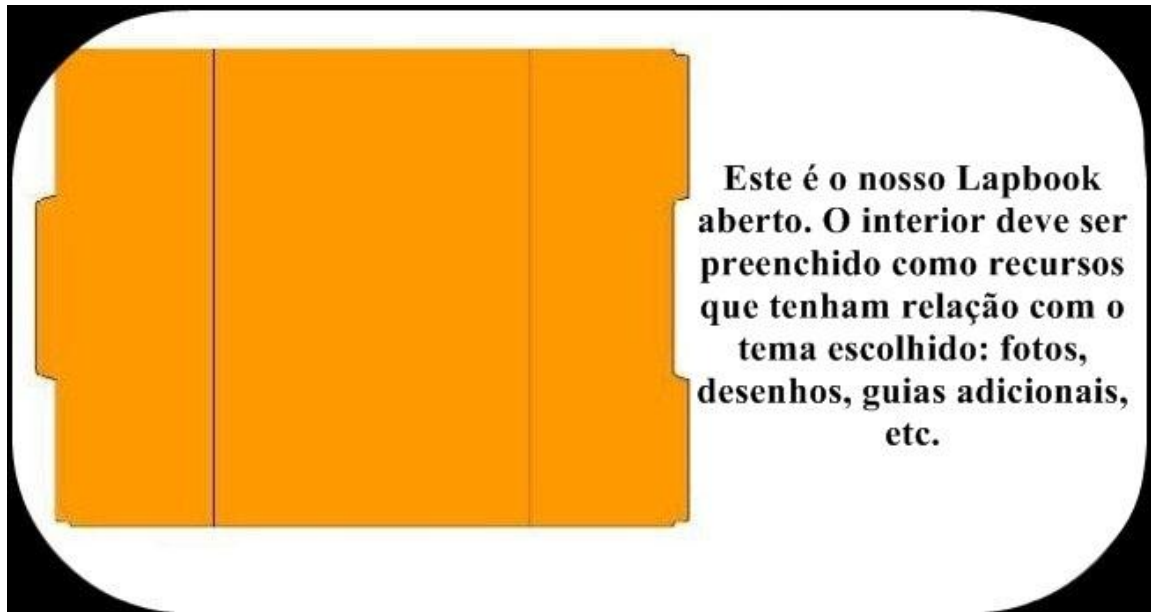 Este é o nosso Lapbook
aberto. O interior deve ser
preenchido como recursos
que tenham relação com o
tema escolhido: fotos,
desenhos, guias adicionais,
etc.